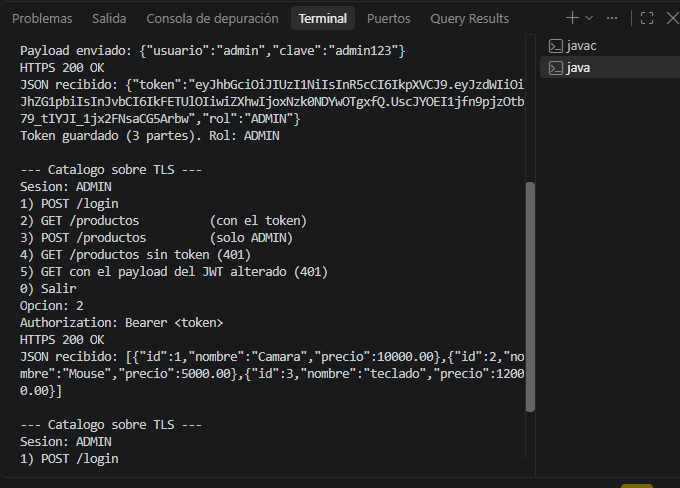 Problemas Salida Consola de depuración Terminal Puertos Query Results
javac
java
Payload enviado: {"usuario":"admin","clave":"admin123"}
HTTPS 200 OK
JSON recibido: {"token":"eyJhbGciOiJIUzI1NiIsInR5cCI6IkpXVCJ9.eyJzdWIiOi
JhZG1pbiIsInJvbCI6IkFETUlOIiwiZXhwIjoxNzk0NDYwOTgxfQ.UscJYOEI1jfn9pjzOtb
79_tIYJI_1jx2FNsaCG5Arbw","rol":"ADMIN"}
Token guardado (3 partes). Rol: ADMIN
--- Catalogo sobre TLS ---
Sesion: ADMIN
1) POST /login
2) GET /productos (con el token)
3) POST /productos (solo ADMIN)
4) GET /productos sin token (401)
5) GET con el payload del JWT alterado (401)
0) Salir
Opcion: 2
Authorization: Bearer <token>
HTTPS 200 OK
JSON recibido: [{"id":1,"nombre":"Camara","precio":10000.00},{"id":2,"no
mbre":"Mouse","precio":5000.00},{"id":3,"nombre":"teclado","precio":1200
0.00}]
--- Catalogo sobre TLS ---
Sesion: ADMIN
1) POST /login